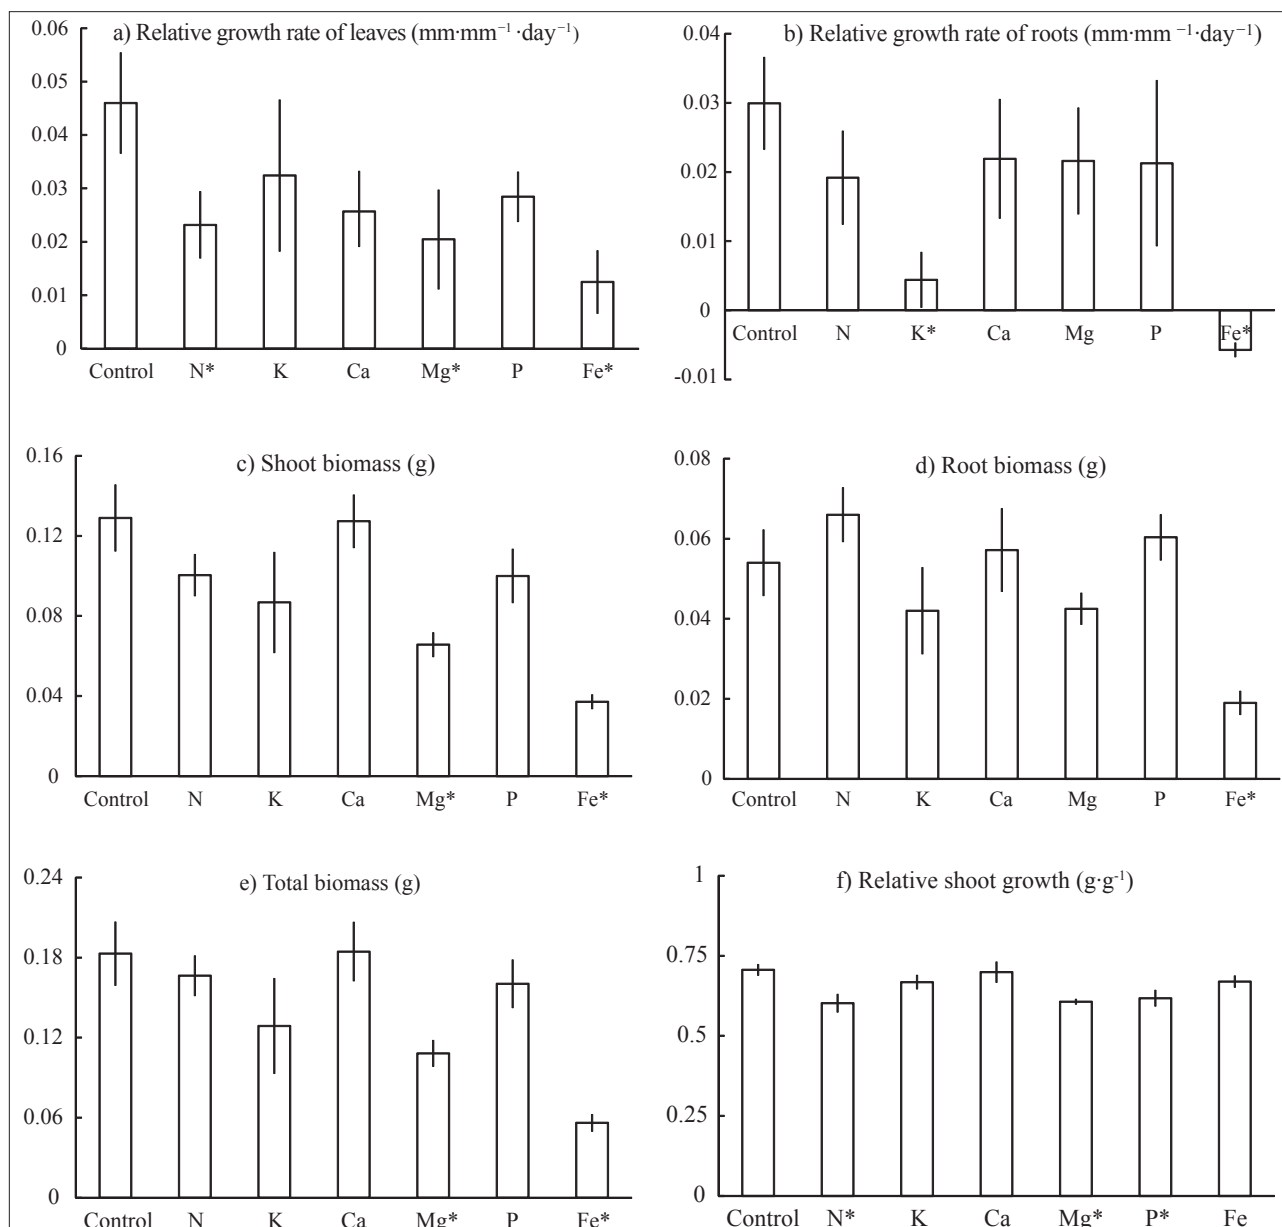 a) Relative growth rate of leaves (mm·mm⁻¹·day⁻¹)
0.06
0.05
0.04
0.03
0.02
0.01
0
Control N* K Ca Mg* P Fe*
b) Relative growth rate of roots (mm·mm⁻¹·day⁻¹)
0.04
0.03
0.02
0.01
0
-0.01
Control N K* Ca Mg P Fe*
c) Shoot biomass (g)
0.16
0.12
0.08
0.04
0
Control N K Ca Mg* P Fe*
d) Root biomass (g)
0.08
0.06
0.04
0.02
0
Control N K Ca Mg P Fe*
e) Total biomass (g)
0.24
0.18
0.12
0.06
0
Control N K Ca Mg* P Fe*
f) Relative shoot growth (g·g⁻¹)
1
0.75
0.5
0.25
0
Control N* K Ca Mg* P* Fe